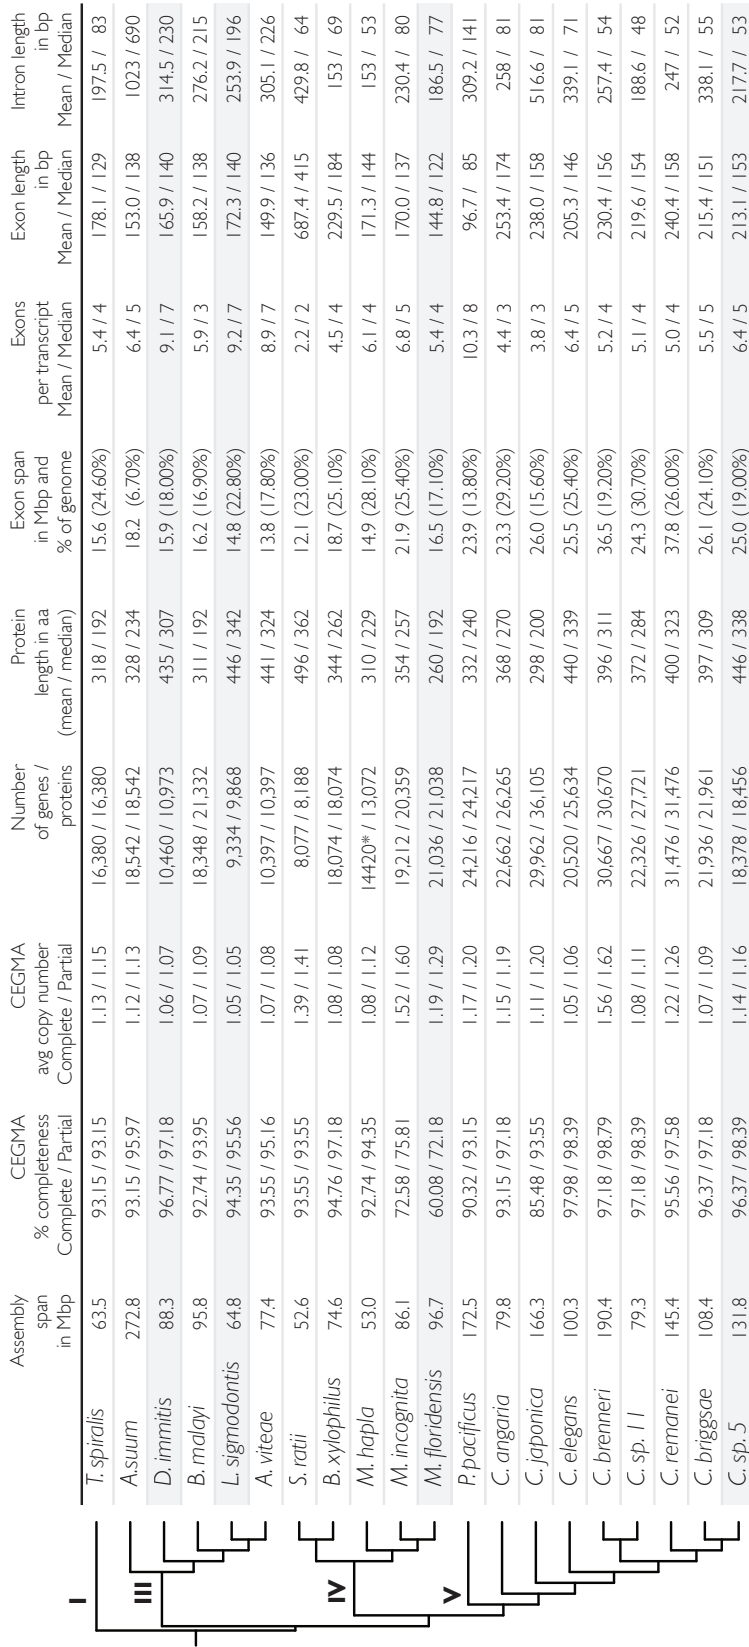 Assembly span in Mbp
CEGMA % completeness Complete / Partial
CEGMA avg copy number Complete / Partial
Number of genes / proteins
Protein length in aa (mean / median)
Exon span in Mbp and % of genome
Exons per transcript Mean / Median
Exon length in bp Mean / Median
Intron length in bp Mean / Median
I
III
IV
V
T. spiralis 63.5 93.15 / 93.15 1.13 / 1.15 16,380 / 16,380 318 / 192 15.6 (24.60%) 5.4 / 4 178.1 / 129 197.5 / 83
A.suum 272.8 93.15 / 95.97 1.12 / 1.13 18,542 / 18,542 328 / 234 18.2 (6.70%) 6.4 / 5 153.0 / 138 1023 / 690
D. immitis 88.3 96.77 / 97.18 1.06 / 1.07 10,460 / 10,973 435 / 307 15.9 (18.00%) 9.1 / 7 165.9 / 140 314.5 / 230
B. malayi 95.8 92.74 / 93.95 1.07 / 1.09 18,348 / 21,332 311 / 192 16.2 (16.90%) 5.9 / 3 158.2 / 138 276.2 / 215
L. sigmodontis 64.8 94.35 / 95.56 1.05 / 1.05 9,334 / 9,868 446 / 342 14.8 (22.80%) 9.2 / 7 172.3 / 140 253.9 / 196
A. viteae 77.4 93.55 / 95.16 1.07 / 1.08 10,397 / 10,397 441 / 324 13.8 (17.80%) 8.9 / 7 149.9 / 136 305.1 / 226
S. ratii 52.6 93.55 / 93.55 1.39 / 1.41 8,077 / 8,188 496 / 362 12.1 (23.00%) 2.2 / 2 687.4 / 415 429.8 / 64
B. xylophilus 74.6 94.76 / 97.18 1.08 / 1.08 18,074 / 18,074 344 / 262 18.7 (25.10%) 4.5 / 4 229.5 / 184 153 / 69
M. hapla 53.0 92.74 / 94.35 1.08 / 1.12 14420* / 13,072 310 / 229 14.9 (28.10%) 6.1 / 4 171.3 / 144 153 / 53
M. incognita 86.1 72.58 / 75.81 1.52 / 1.60 19,212 / 20,359 354 / 257 21.9 (25.40%) 6.8 / 5 170.0 / 137 230.4 / 80
M. floridensis 96.7 60.08 / 72.18 1.19 / 1.29 21,036 / 21,038 260 / 192 16.5 (17.10%) 5.4 / 4 144.8 / 122 186.5 / 77
P. pacificus 172.5 90.32 / 93.15 1.17 / 1.20 24,216 / 24,217 332 / 240 23.9 (13.80%) 10.3 / 8 96.7 / 85 309.2 / 141
C. angaria 79.8 93.15 / 97.18 1.15 / 1.19 22,662 / 26,265 368 / 270 23.3 (29.20%) 4.4 / 3 253.4 / 174 258 / 81
C. japonica 166.3 85.48 / 93.55 1.11 / 1.20 29,962 / 36,105 298 / 200 26.0 (15.60%) 3.8 / 3 238.0 / 158 516.6 / 81
C. elegans 100.3 97.98 / 98.39 1.05 / 1.06 20,520 / 25,634 440 / 339 25.5 (25.40%) 6.4 / 5 205.3 / 146 339.1 / 71
C. brenneri 190.4 97.18 / 98.79 1.56 / 1.62 30,667 / 30,670 396 / 311 36.5 (19.20%) 5.2 / 4 230.4 / 156 257.4 / 54
C. sp. 11 79.3 97.18 / 98.39 1.08 / 1.11 22,326 / 27,721 372 / 284 24.3 (30.70%) 5.1 / 4 219.6 / 154 188.6 / 48
C. remanei 145.4 95.56 / 97.58 1.22 / 1.26 31,476 / 31,476 400 / 323 37.8 (26.00%) 5.0 / 4 240.4 / 158 247 / 52
C. briggsae 108.4 96.37 / 97.18 1.07 / 1.09 21,936 / 21,961 397 / 309 26.1 (24.10%) 5.5 / 5 215.4 / 151 338.1 / 55
C. sp. 5 131.8 96.37 / 98.39 1.14 / 1.16 18,378 / 18,456 446 / 338 25.0 (19.00%) 6.4 / 5 213.1 / 153 217.7 / 53